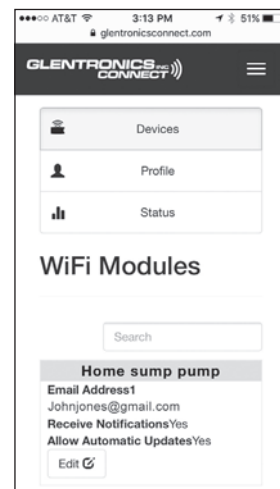 AT&T 3:13 PM 51%
glentronicsconnect.com
GLENTRONICS INC
CONNECT
Devices
Profile
Status
WiFi Modules
Search
Home sump pump
Email Address1
Johnjones@gmail.com
Receive NotificationsYes
Allow Automatic UpdatesYes
Edit